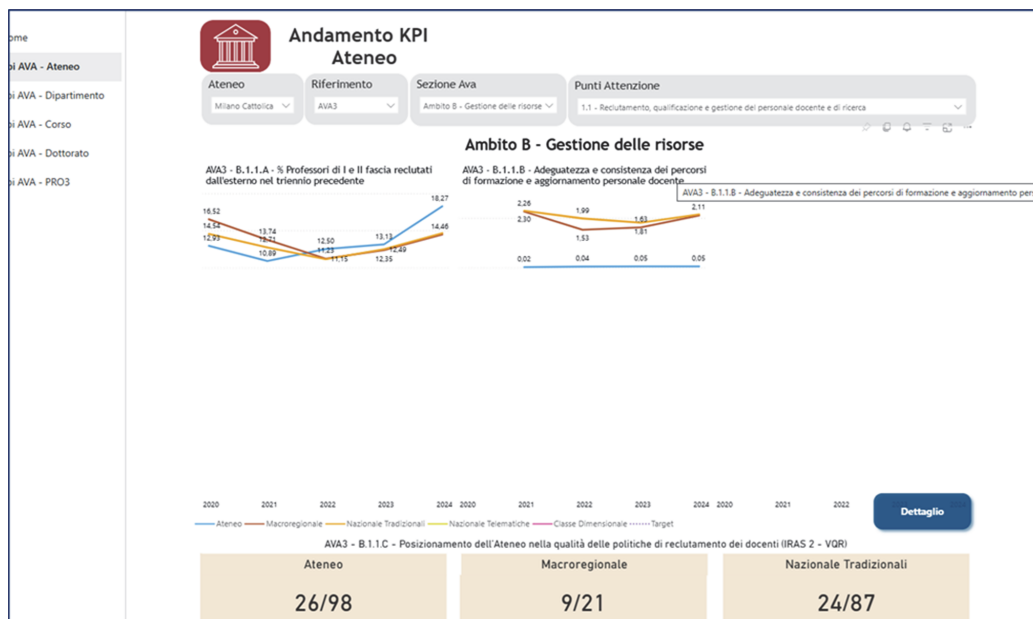 ome
Andamento KPI
Ateneo
pi AVA - Ateneo
pi AVA - Dipartimento
pi AVA - Corso
pi AVA - Dottorato
pi AVA - PRO3
Ateneo
Riferimento
Sezione Ava
Punti Attenzione
Milano Cattolica
AVA3
Ambito B - Gestione delle risorse
1.1 - Reclutamento, qualificazione e gestione del personale docente e di ricerca
Ambito B - Gestione delle risorse
AVA3 - B.1.1.A - % Professori di I e II fascia reclutati
dall'esterno nel triennio precedente
16,52
14,54
12,93
13,74
12,71
10,89
12,50
11,23
11,15
13,13
12,49
12,35
18,27
14,46
AVA3 - B.1.1.B - Adeguatezza e consistenza dei percorsi
di formazione e aggiornamento personale docente
AVA3 - B.1.1.B - Adeguatezza e consistenza dei percorsi di formazione e aggiornamento per
2,26
2,30
1,99
1,53
1,63
1,81
2,11
0,02
0,04
0,05
0,05
2020 2021 2022 2023 2024 2020 2021 2022 2023 2024 2020 2021 2022
Dettaglio
Ateneo Macroregionale Nazionale Tradizionali Nazionale Telematiche Classe Dimensionale Target
AVA3 - B.1.1.C - Posizionamento dell'Ateneo nella qualità delle politiche di reclutamento dei docenti (IRAS 2 - VQR)
Ateneo
Macroregionale
Nazionale Tradizionali
26/98
9/21
24/87